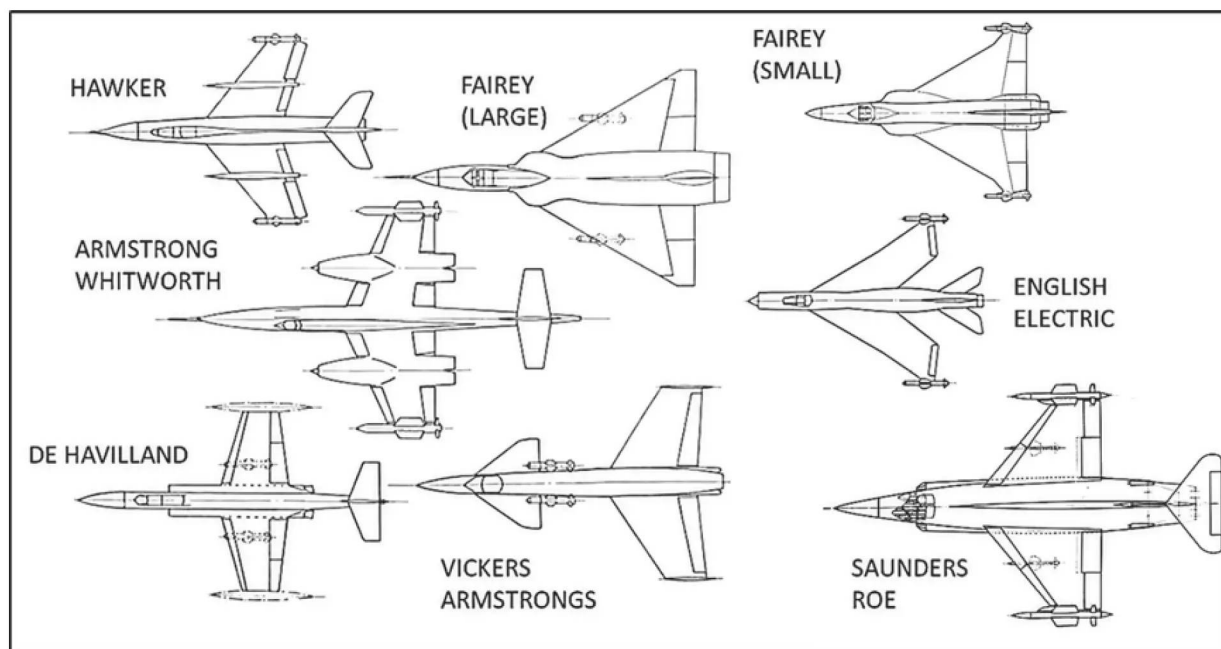 HAWKER
FAIREY
(LARGE)
FAIREY
(SMALL)
ARMSTRONG
WHITWORTH
ENGLISH
ELECTRIC
DE HAVILLAND
VICKERS
ARMSTRONGS
SAUNDERS
ROE